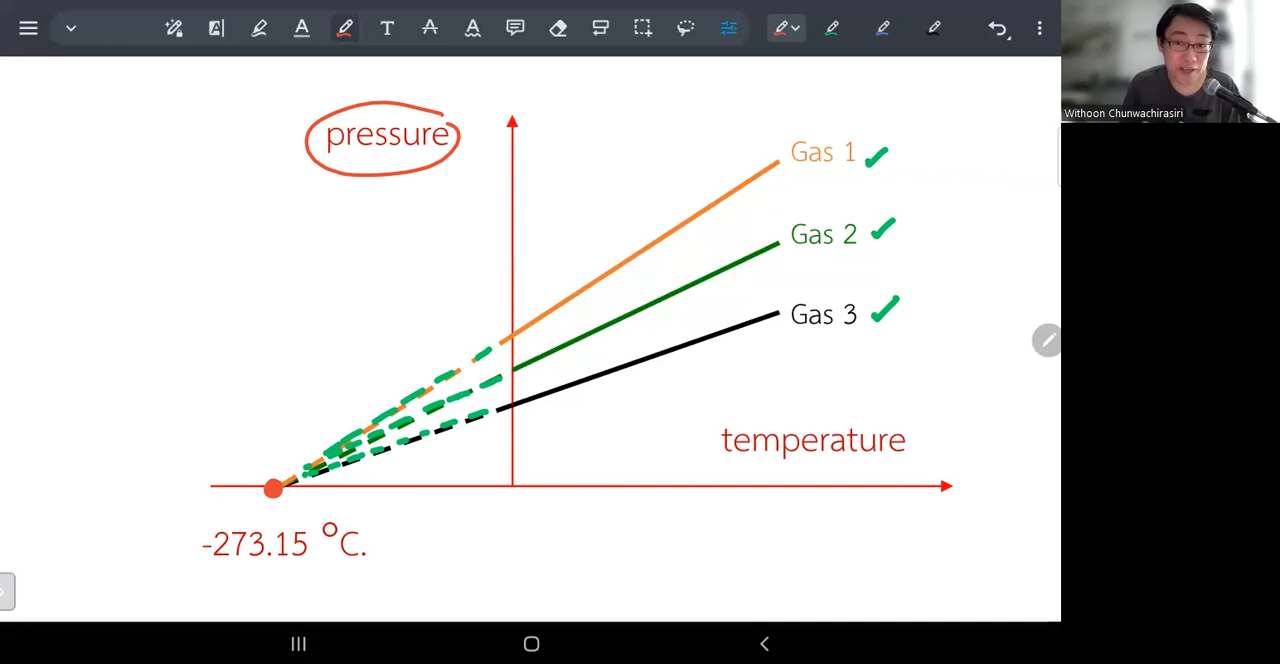 Withoon Chunwachirasiri
pressure
Gas 1
Gas 2
Gas 3
temperature
-273.15 °C.